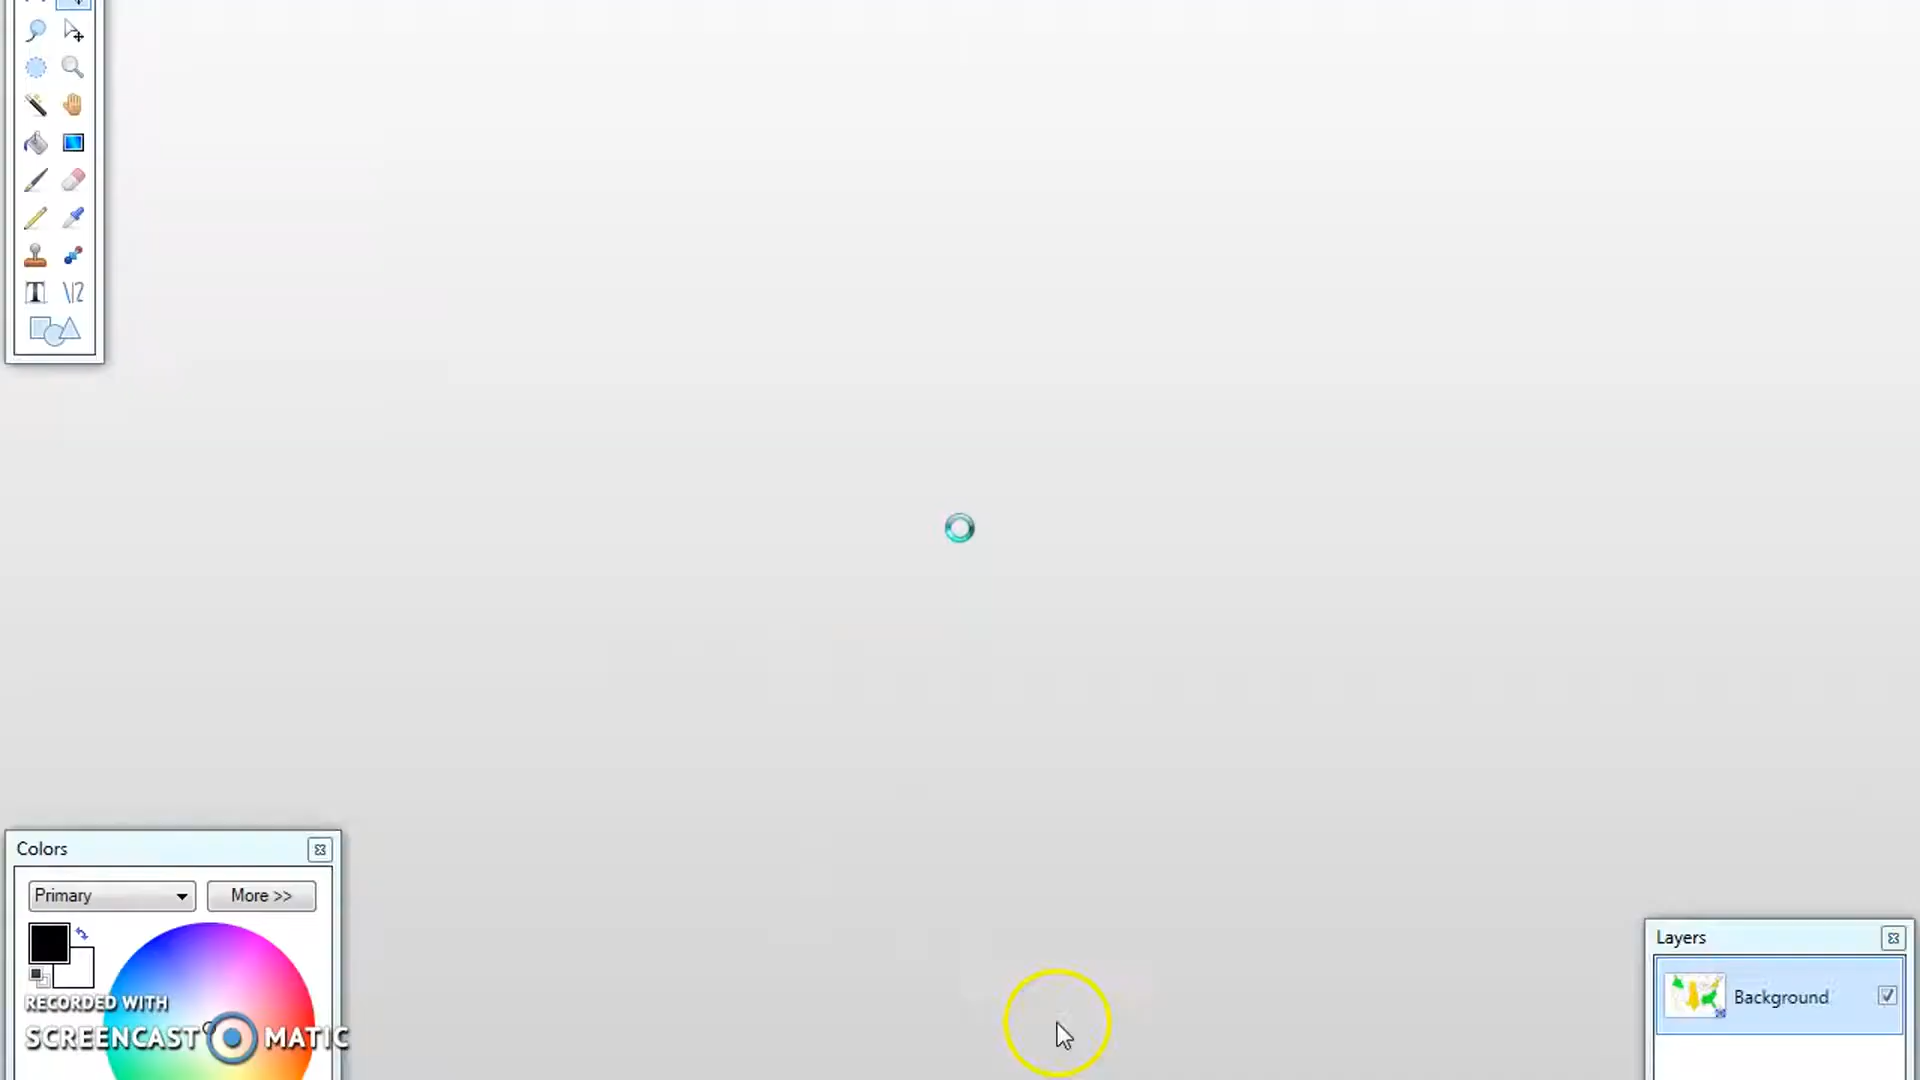 Colors
Primary
More >>
RECORDED WITH
SCREENCAST MATIC
Layers
Background